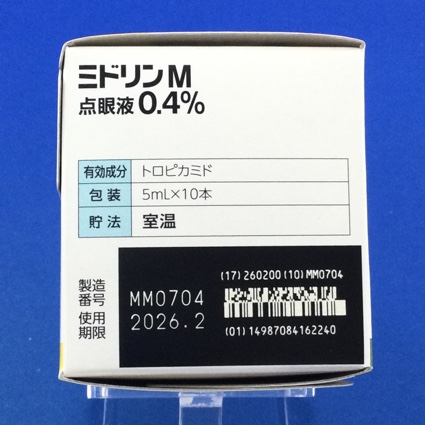 ミドリンM
点眼液0.4%
有効成分 トロピカミド
包装 5mL×10本
貯法 室温
(17)260200(10)MM0704
製造番号 MM0704
使用期限 2026.2
(01)14987084162240